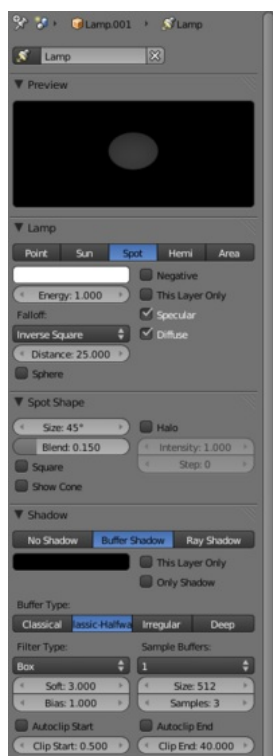 Lamp.001 Lamp
Lamp
Preview
Lamp
Point Sun Spot Hemi Area
Negative
Energy: 1.000 This Layer Only
Falloff: Specular
Inverse Square Diffuse
Distance: 25.000
Sphere
Spot Shape
Size: 45° Halo
Blend: 0.150 Intensity: 1.000
Square Step: 0
Show Cone
Shadow
No Shadow Buffer Shadow Ray Shadow
This Layer Only
Only Shadow
Buffer Type:
Classical lassic-Halfwa Irregular Deep
Filter Type: Sample Buffers:
Box 1
Soft: 3.000 Size: 512
Bias: 1.000 Samples: 3
Autoclip Start Autoclip End
Clip Start: 0.500 Clip End: 40.000